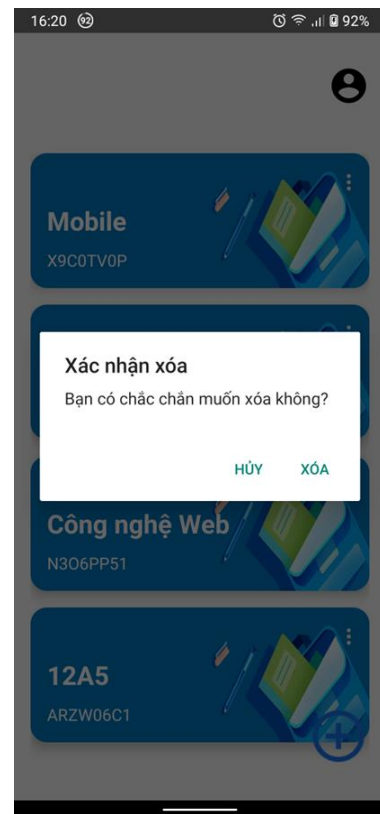 16:20 92 92%
Mobile
X9C0TV0P
Xác nhận xóa
Bạn có chắc chắn muốn xóa không?
HỦY XÓA
Công nghệ Web
N3O6PP51
12A5
ARZW06C1